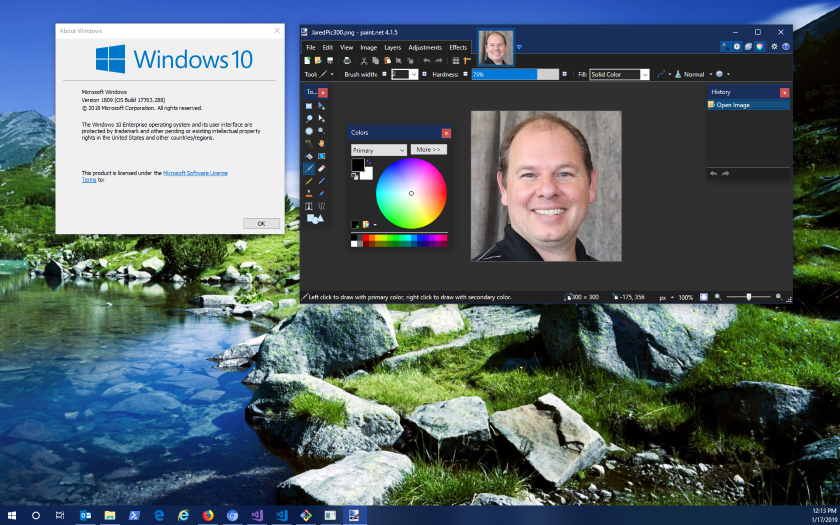 About Windows
Windows 10
Microsoft Windows
Version 1809 (OS Build 17763.288)
© 2018 Microsoft Corporation. All rights reserved.
The Windows 10 Enterprise operating system and its user interface are
protected by trademark and other pending or existing intellectual property
rights in the United States and other countries/regions.
This product is licensed under the Microsoft Software License
Terms to:
OK
JaredPic300.png - paint.net 4.1.5
File Edit View Image Layers Adjustments Effects
Tool Brush width: 2 Hardness: 75% Fill: Solid Color Normal
To...
Colors
Primary
More >>
History
Open Image
Left click to draw with primary color, right click to draw with secondary color.
300 × 300
-175, 356
px
100%
12:13 PM
1/17/2019